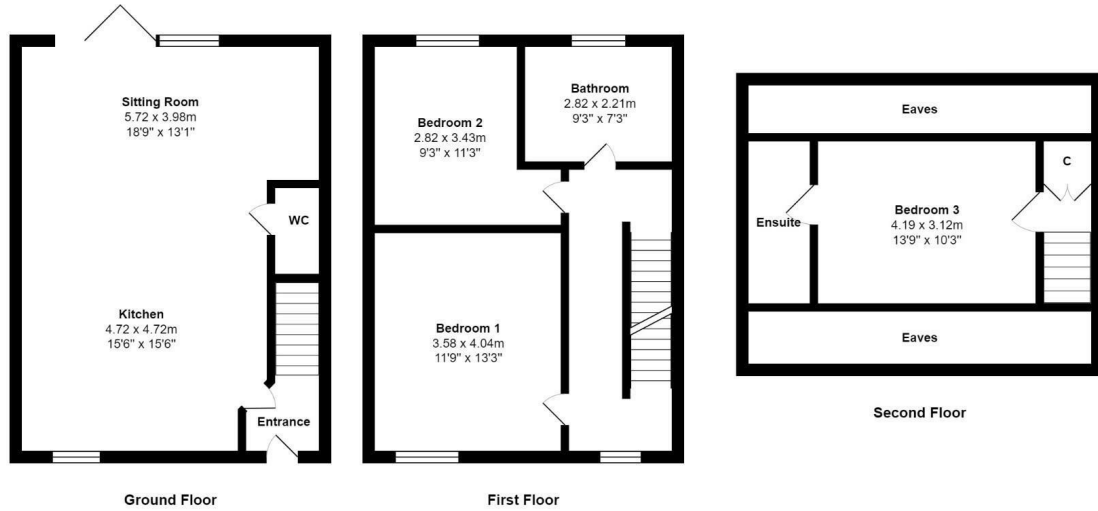 Sitting Room
5.72 x 3.98m
18'9" x 13'1"
WC
Kitchen
4.72 x 4.72m
15'6" x 15'6"
Entrance
Ground Floor
Bedroom 2
2.82 x 3.43m
9'3" x 11'3"
Bathroom
2.82 x 2.21m
9'3" x 7'3"
Bedroom 1
3.58 x 4.04m
11'9" x 13'3"
First Floor
Eaves
C
Ensuite
Bedroom 3
4.19 x 3.12m
13'9" x 10'3"
Eaves
Second Floor